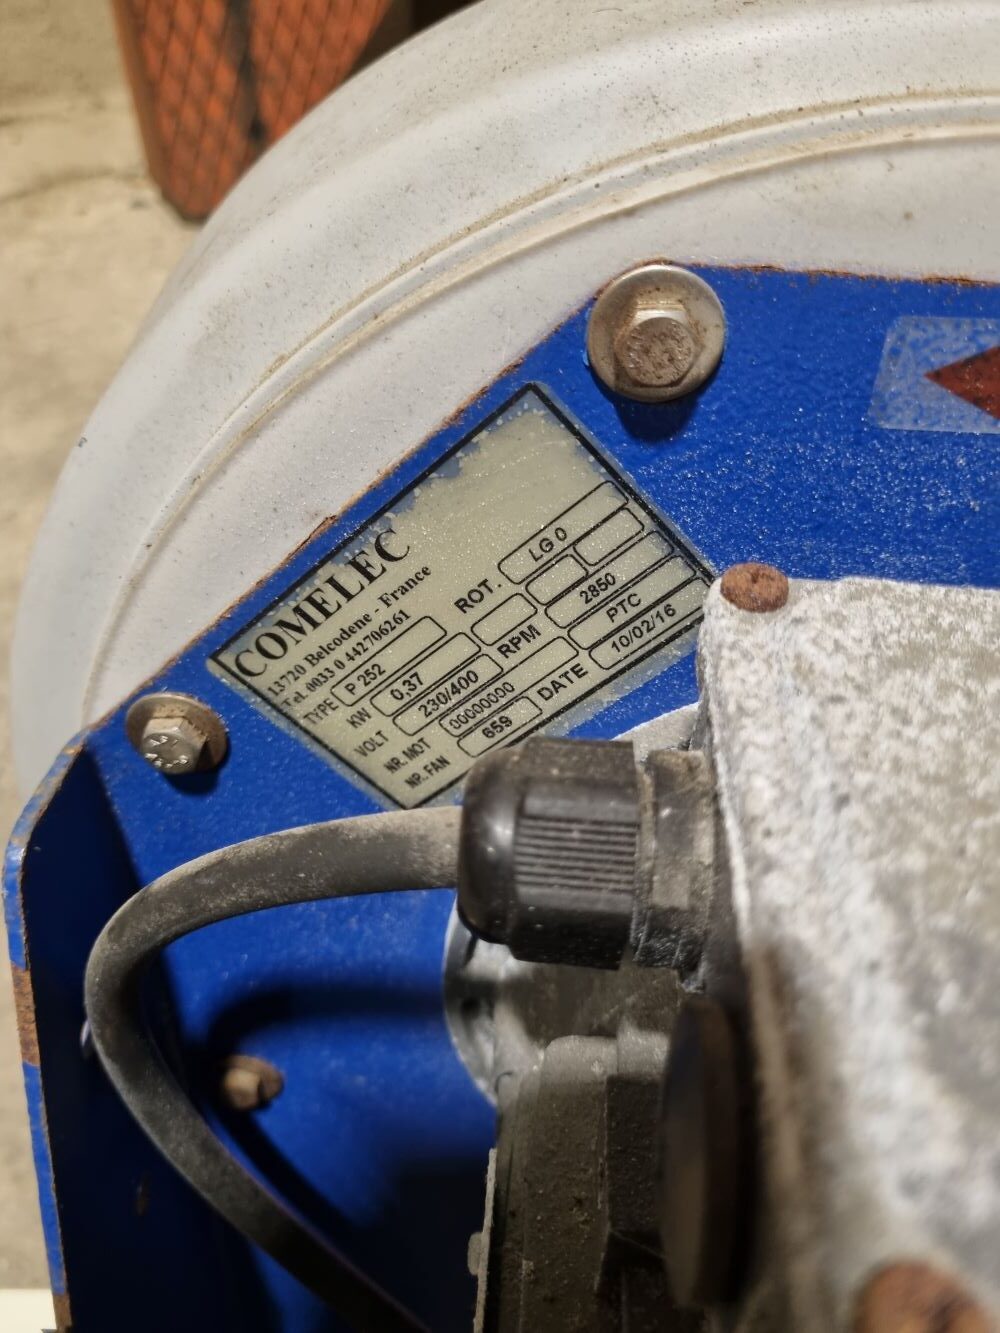 COMELEC
13720 Belcodene - France
Tel. 0033 0 442706261
TYPE P 252 ROT. LG 0
KW 0,37
VOLT 230/400 RPM 2850
NR. MOT 00000000 PTC
NR. FAN 659 DATE 10/02/16